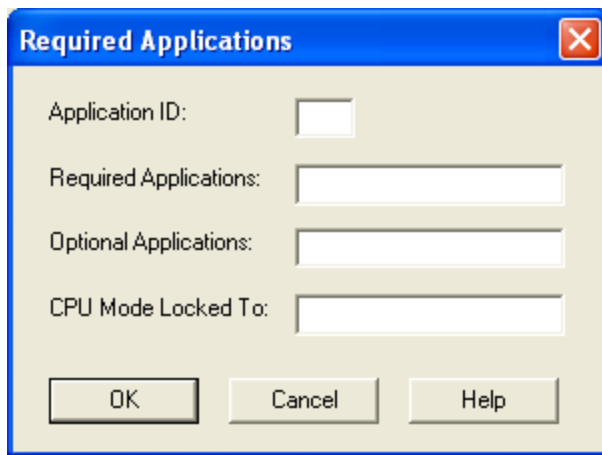 Required Applications
Application ID:
Required Applications:
Optional Applications:
CPU Mode Locked To:
OK Cancel Help